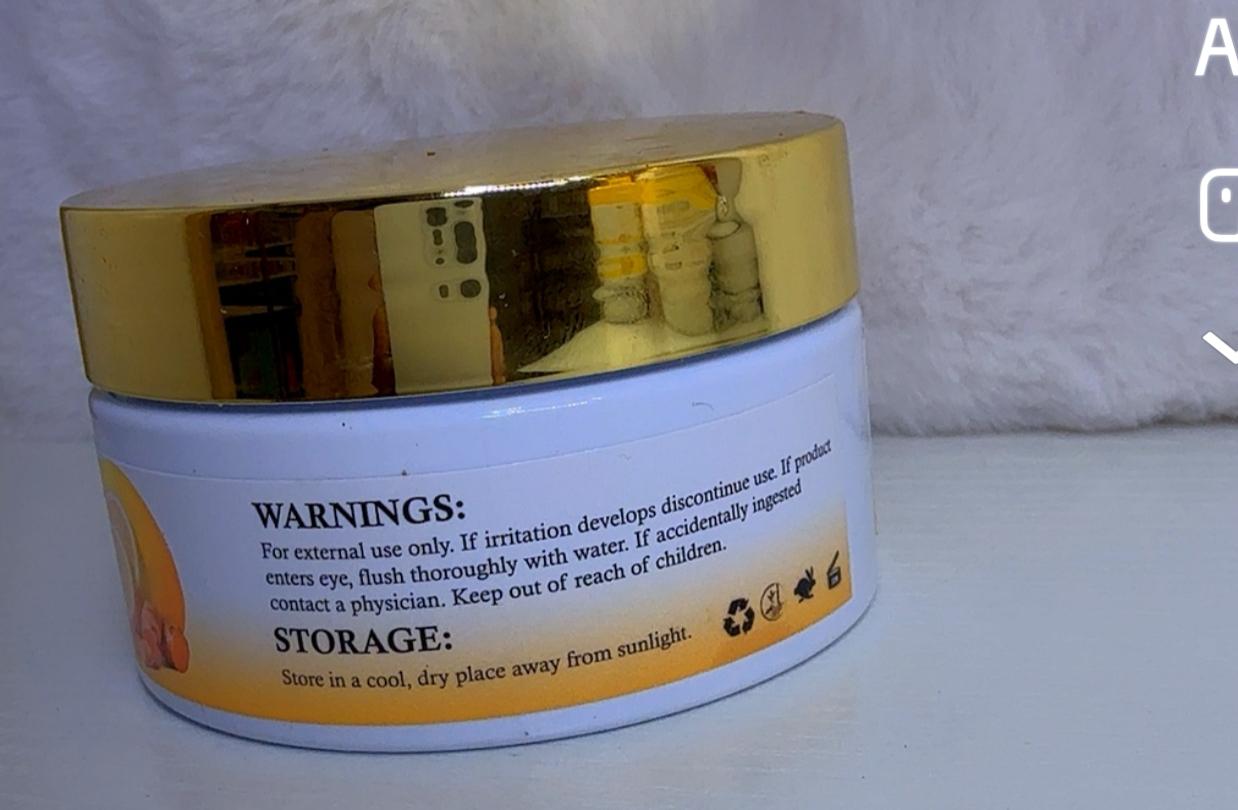 WARNINGS:
For external use only. If irritation develops discontinue use. If product
enters eye, flush thoroughly with water. If accidentally ingested
contact a physician. Keep out of reach of children.
STORAGE:
Store in a cool, dry place away from sunlight.
A